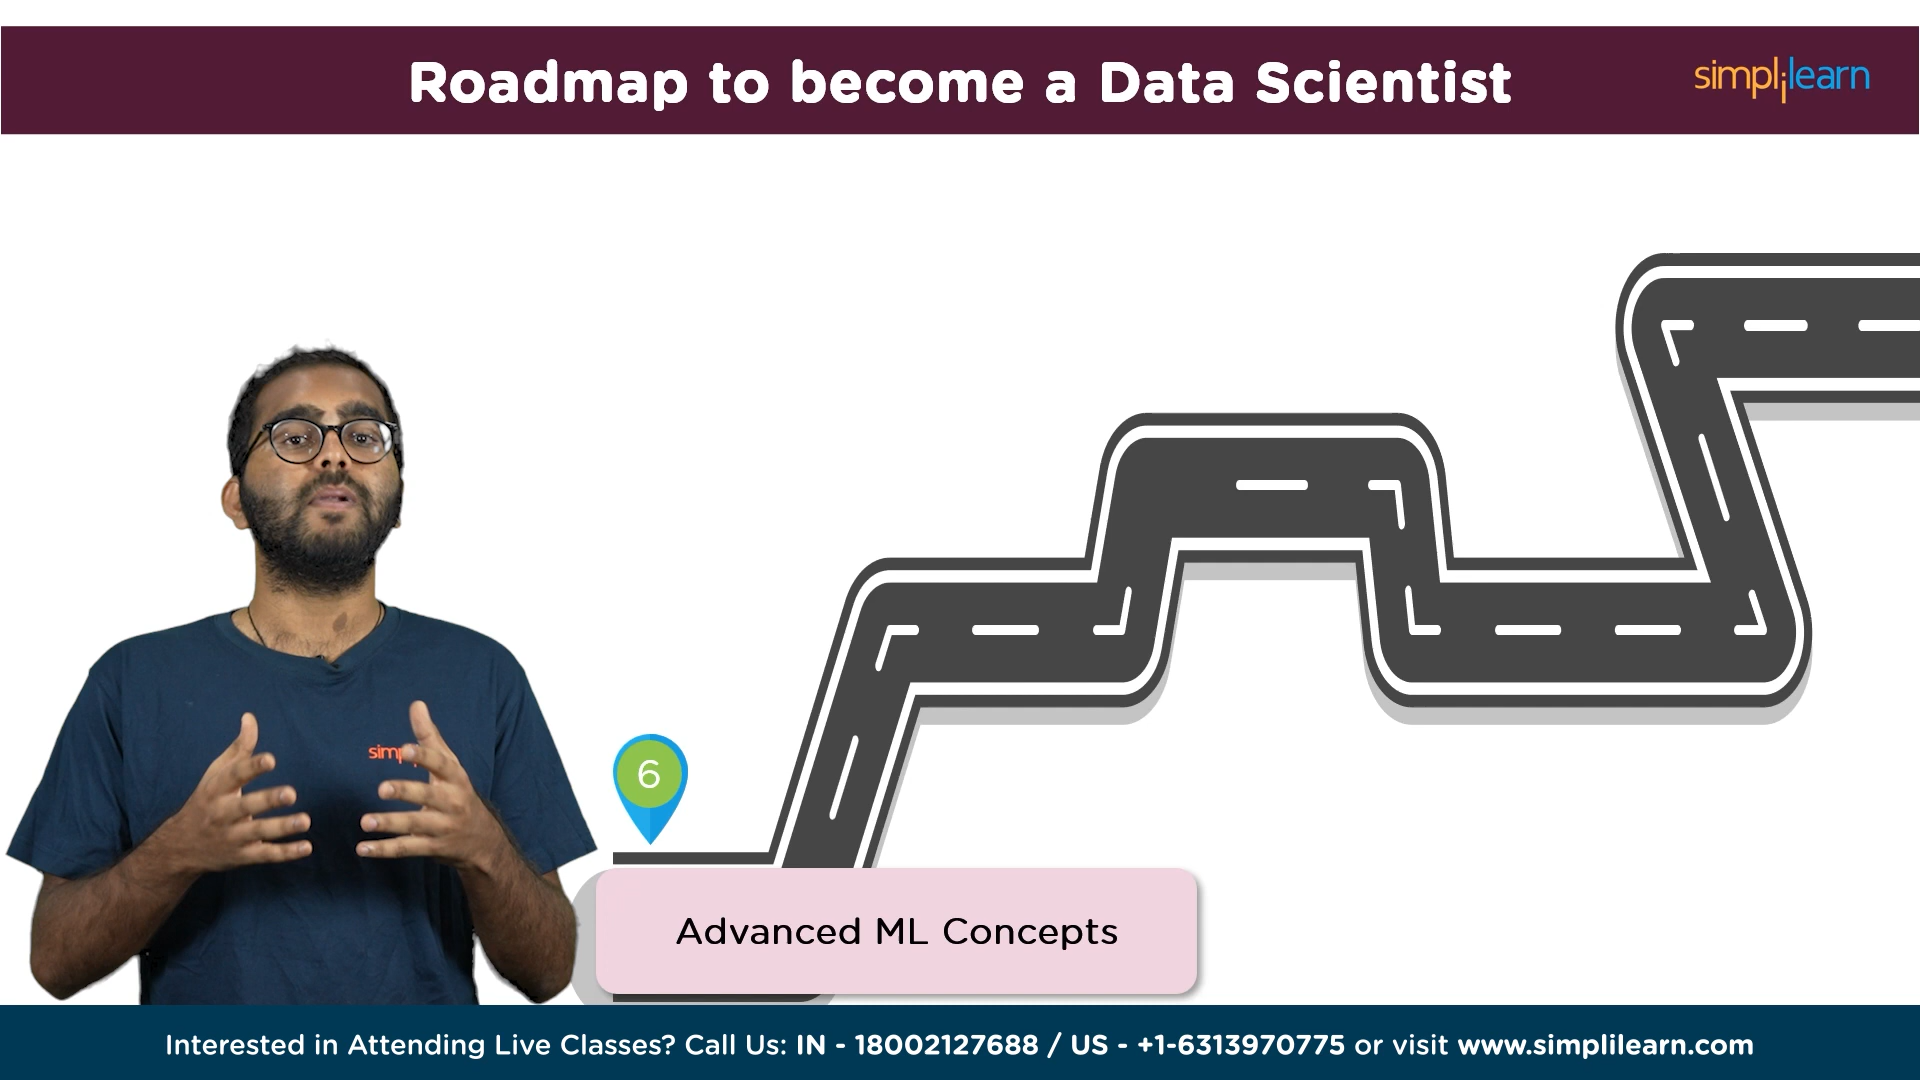 Roadmap to become a Data Scientist
simplilearn
simpl
6
Advanced ML Concepts
Interested in Attending Live Classes? Call Us: IN - 18002127688 / US - +1-6313970775 or visit www.simplilearn.com